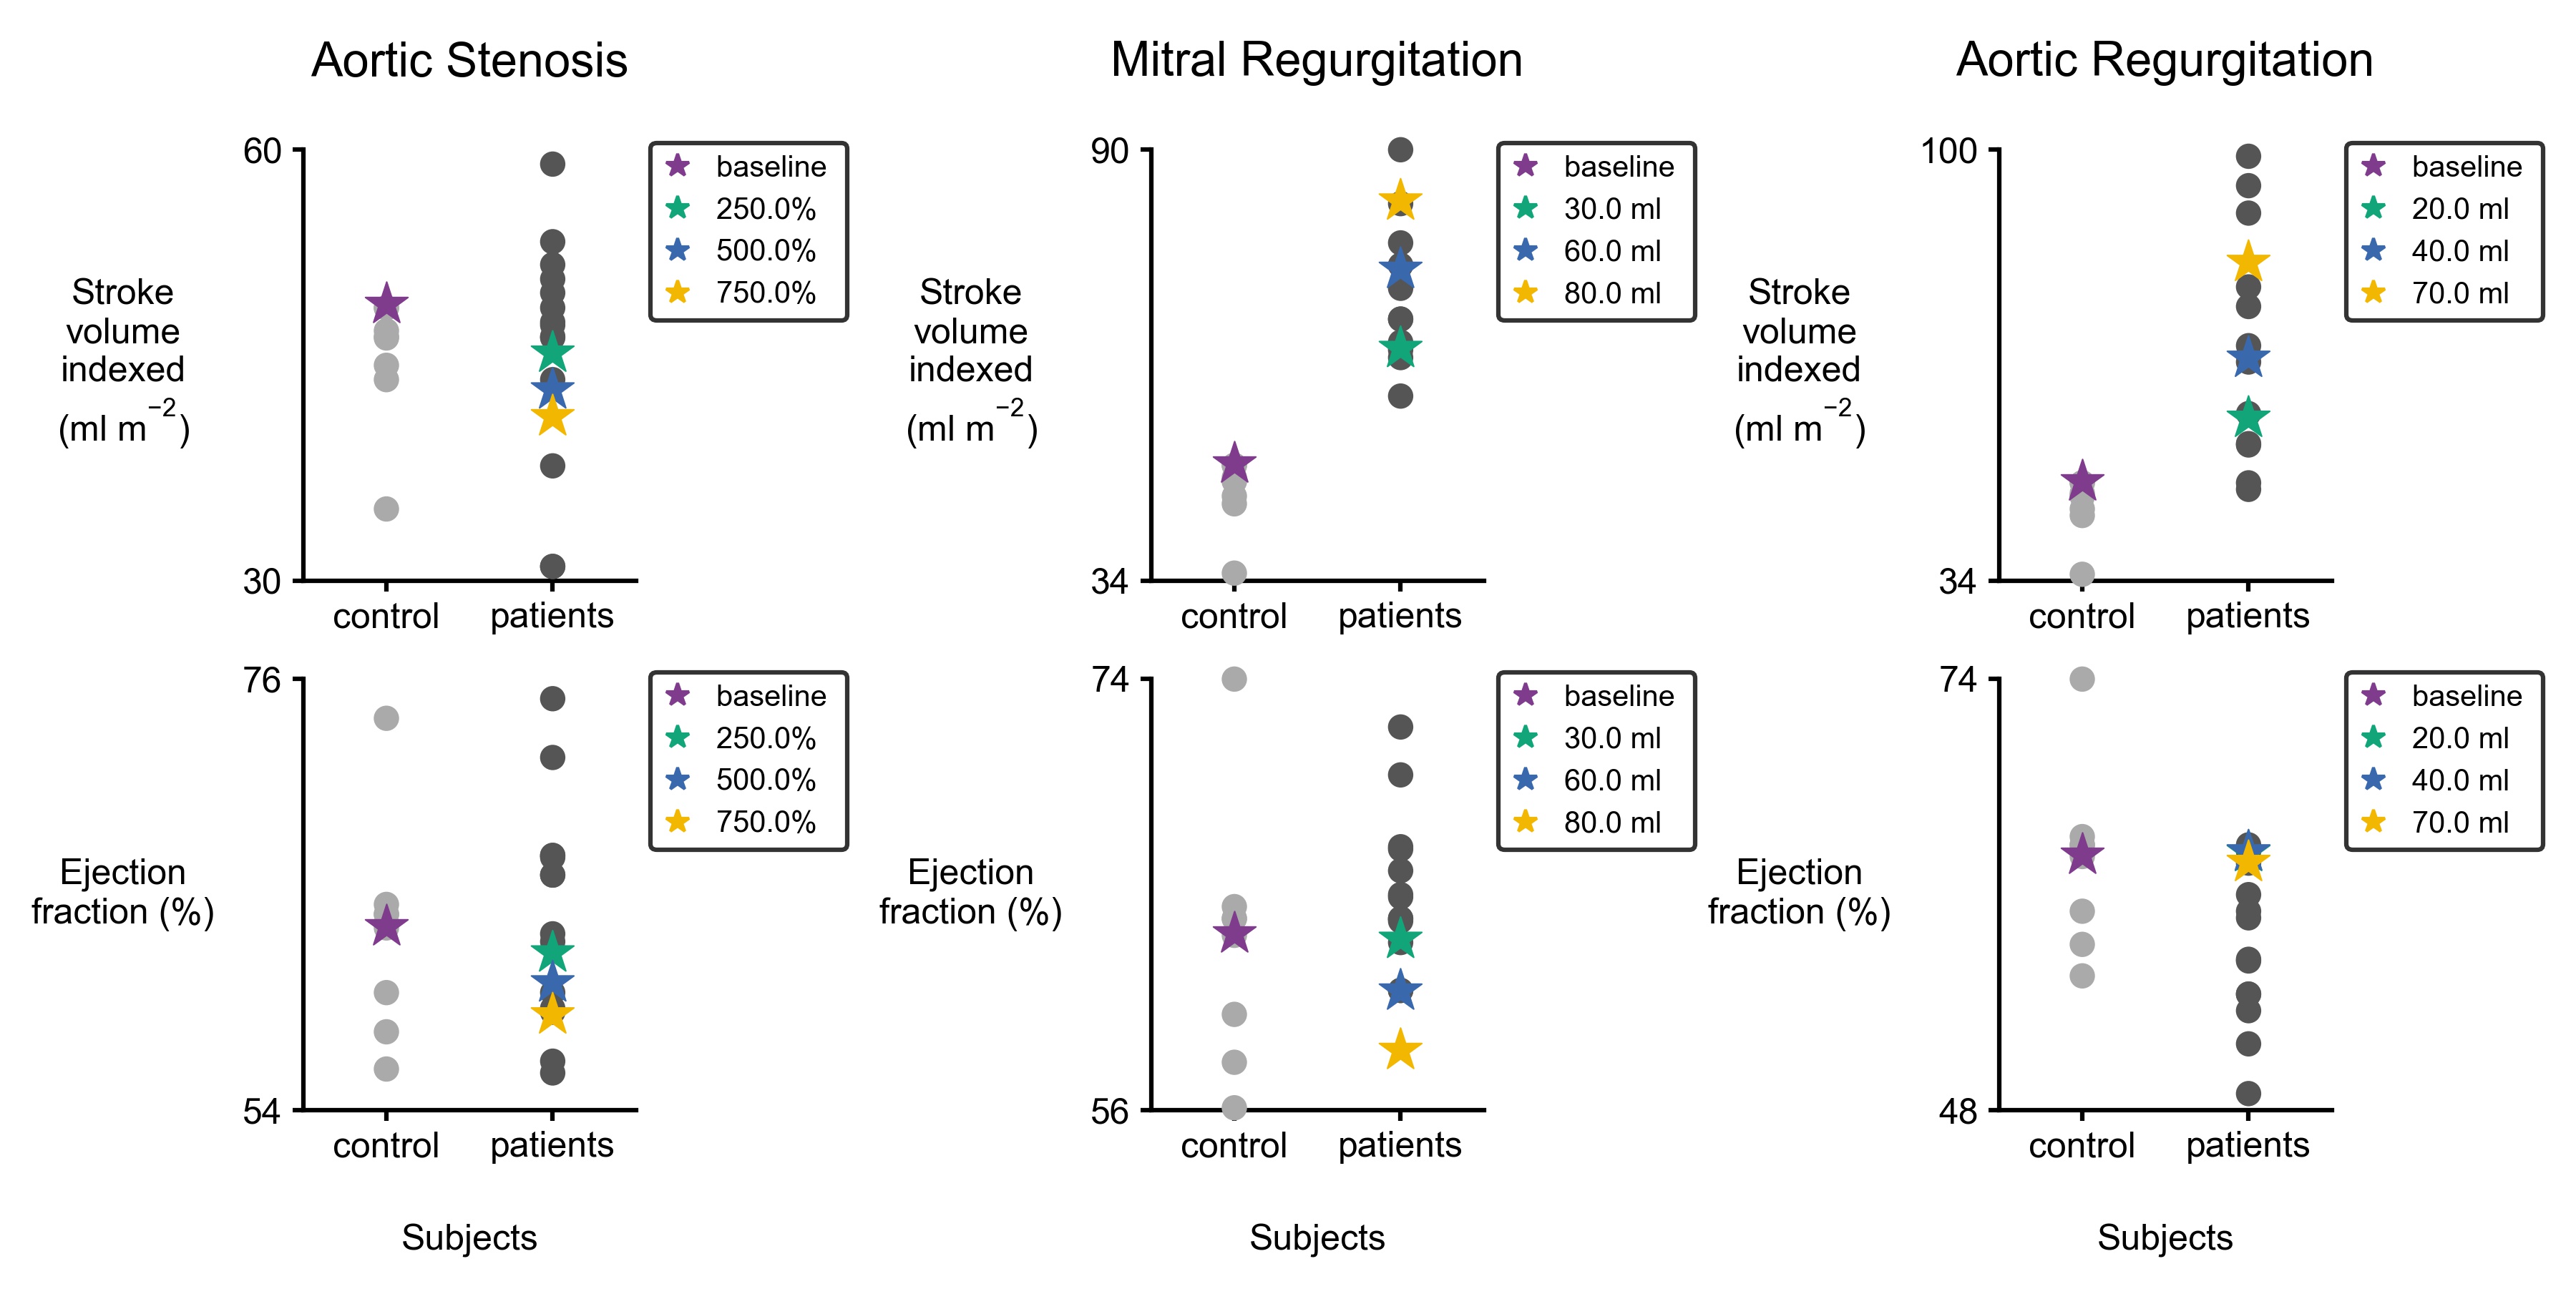 Aortic Stenosis
Mitral Regurgitation
Aortic Regurgitation
60
30
Stroke
volume
indexed
(ml m⁻²)
control
patients
baseline
250.0%
500.0%
750.0%
90
34
Stroke
volume
indexed
(ml m⁻²)
control
patients
baseline
30.0 ml
60.0 ml
80.0 ml
100
34
Stroke
volume
indexed
(ml m⁻²)
control
patients
baseline
20.0 ml
40.0 ml
70.0 ml
76
54
Ejection
fraction (%)
control
patients
baseline
250.0%
500.0%
750.0%
Subjects
74
56
Ejection
fraction (%)
control
patients
baseline
30.0 ml
60.0 ml
80.0 ml
Subjects
74
48
Ejection
fraction (%)
control
patients
baseline
20.0 ml
40.0 ml
70.0 ml
Subjects